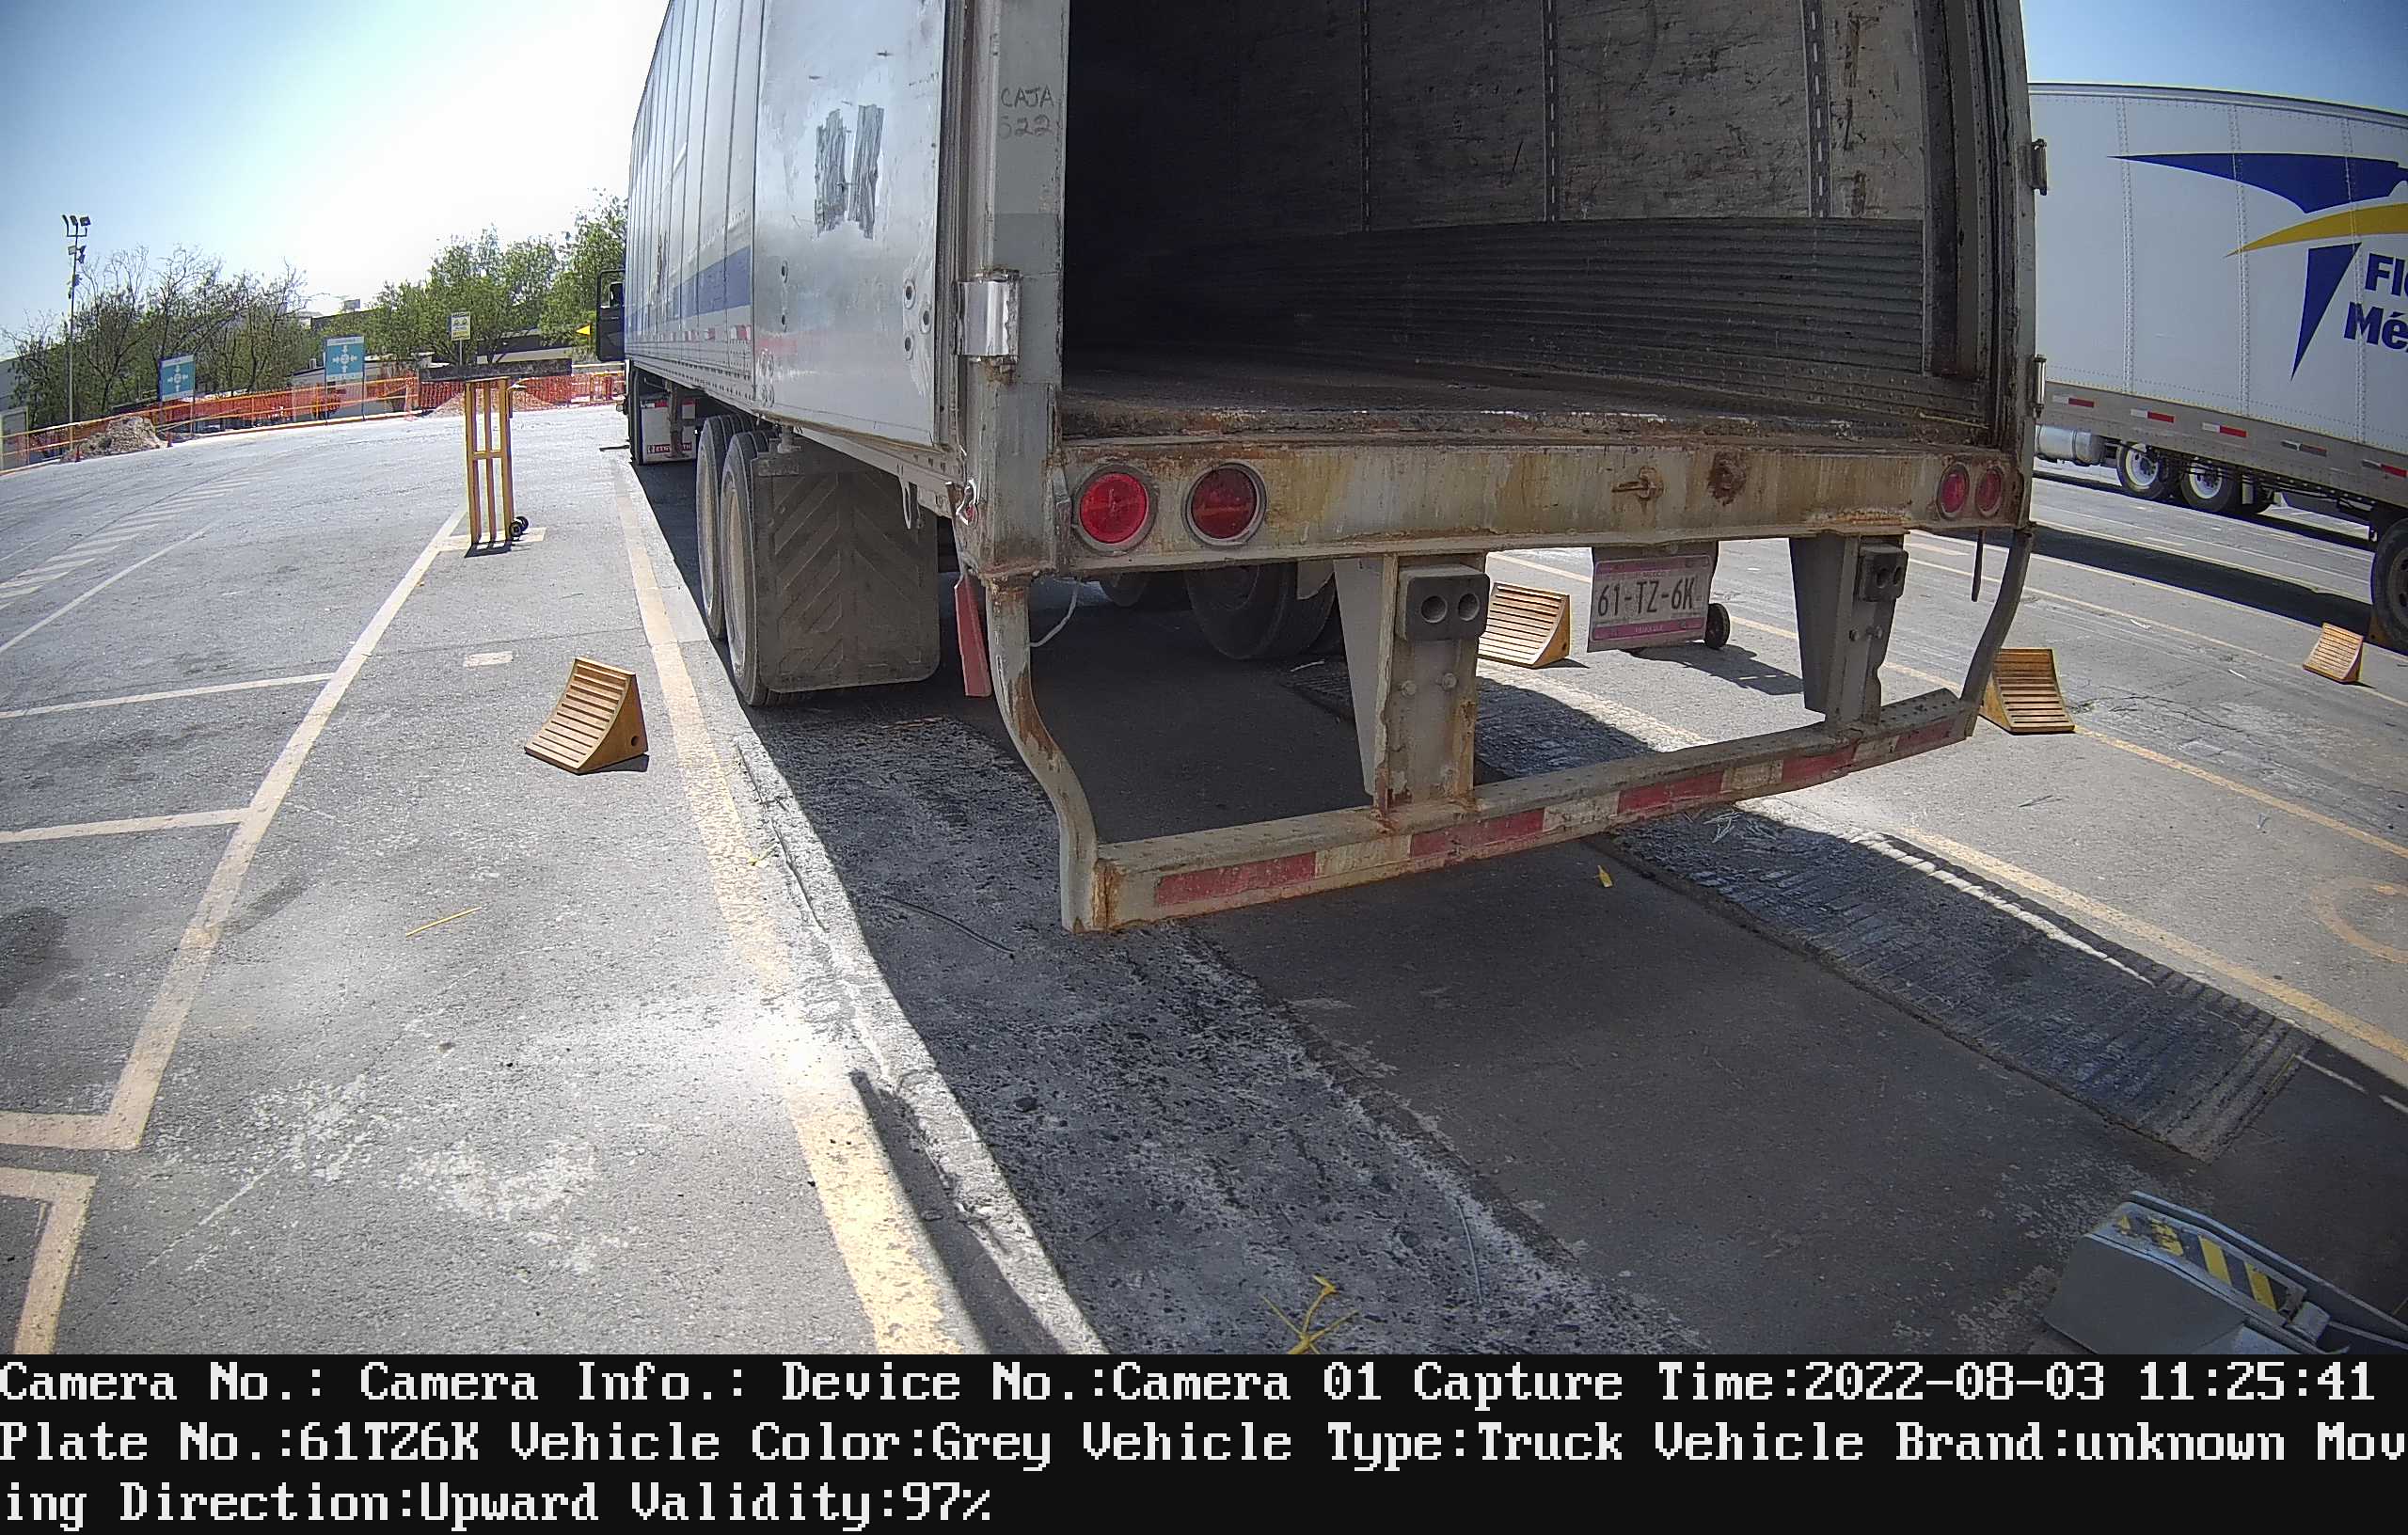 CAJA
522
Fl
Mé
61-TZ-6K
Camera No.: Camera Info.: Device No.:Camera 01 Capture Time:2022-08-03 11:25:41
Plate No.:61TZ6K Vehicle Color:Grey Vehicle Type:Truck Vehicle Brand:unknown Mov
ing Direction:Upward Validity:97%